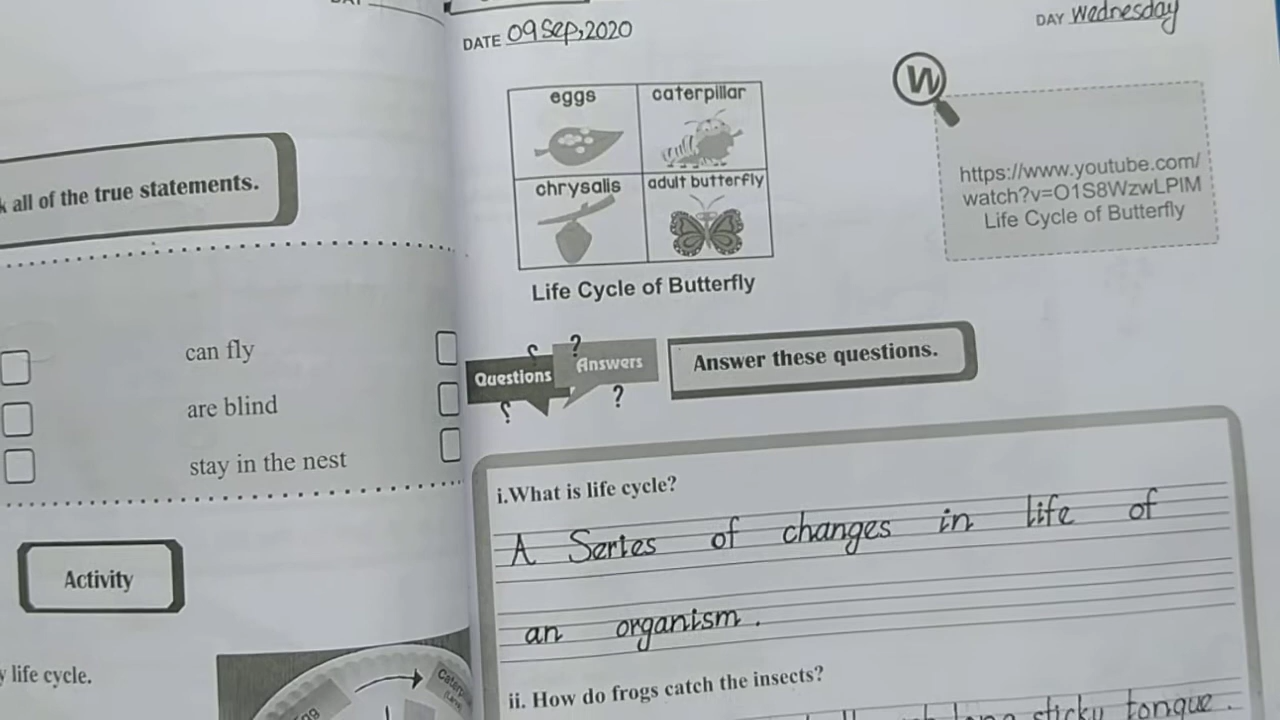 all of the true statements.
can fly
are blind
stay in the nest
Activity
life cycle.
DATE 09 Sep, 2020
DAY Wednesday
eggs
caterpillar
chrysalis
adult butterfly
Life Cycle of Butterfly
W
https://www.youtube.com/
watch?v=O1S8WzwLPlM
Life Cycle of Butterfly
Questions
Answers
Answer these questions.
i.What is life cycle?
A Series of changes in life of
an organism.
ii. How do frogs catch the insects?
sticky tongue.